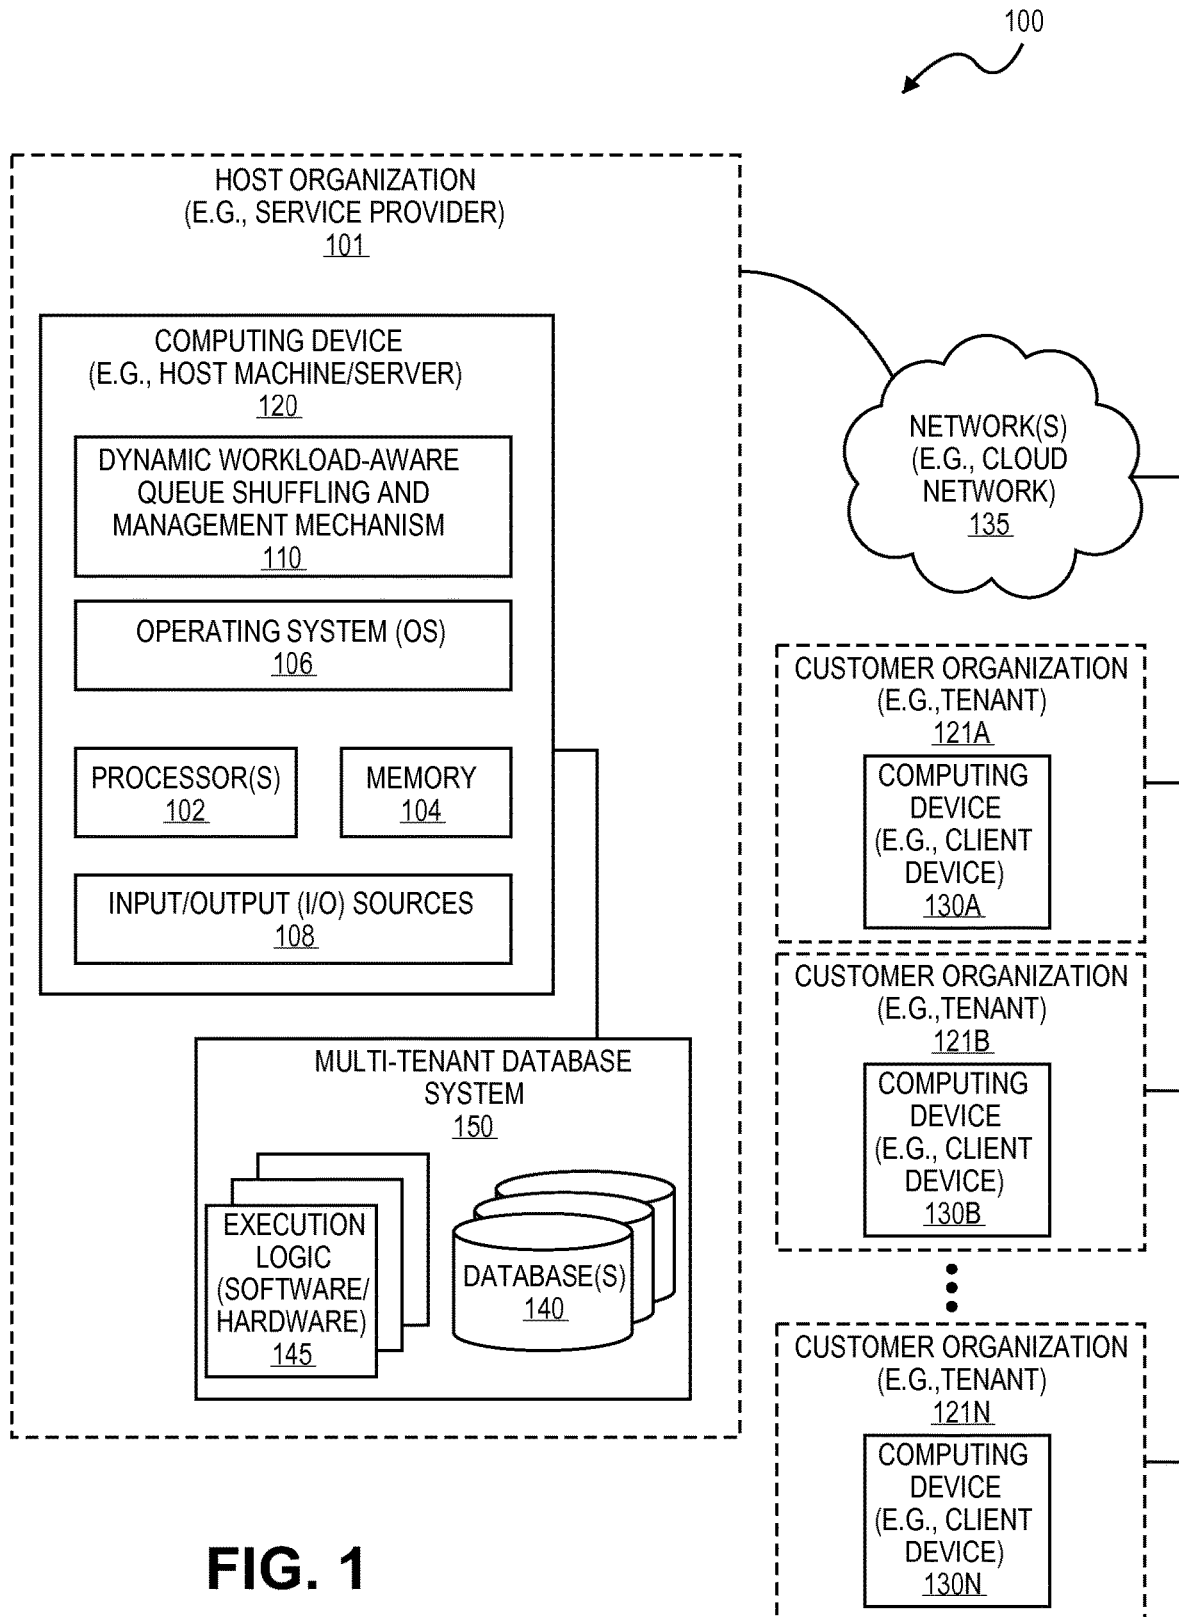 100
HOST ORGANIZATION
(E.G., SERVICE PROVIDER)
101
COMPUTING DEVICE
(E.G., HOST MACHINE/SERVER)
120
DYNAMIC WORKLOAD-AWARE
QUEUE SHUFFLING AND
MANAGEMENT MECHANISM
110
OPERATING SYSTEM (OS)
106
PROCESSOR(S)
102
MEMORY
104
INPUT/OUTPUT (I/O) SOURCES
108
MULTI-TENANT DATABASE
SYSTEM
150
EXECUTION
LOGIC
(SOFTWARE/
HARDWARE)
145
DATABASE(S)
140
NETWORK(S)
(E.G., CLOUD
NETWORK)
135
CUSTOMER ORGANIZATION
(E.G.,TENANT)
121A
COMPUTING
DEVICE
(E.G., CLIENT
DEVICE)
130A
CUSTOMER ORGANIZATION
(E.G.,TENANT)
121B
COMPUTING
DEVICE
(E.G., CLIENT
DEVICE)
130B
CUSTOMER ORGANIZATION
(E.G.,TENANT)
121N
COMPUTING
DEVICE
(E.G., CLIENT
DEVICE)
130N
FIG. 1